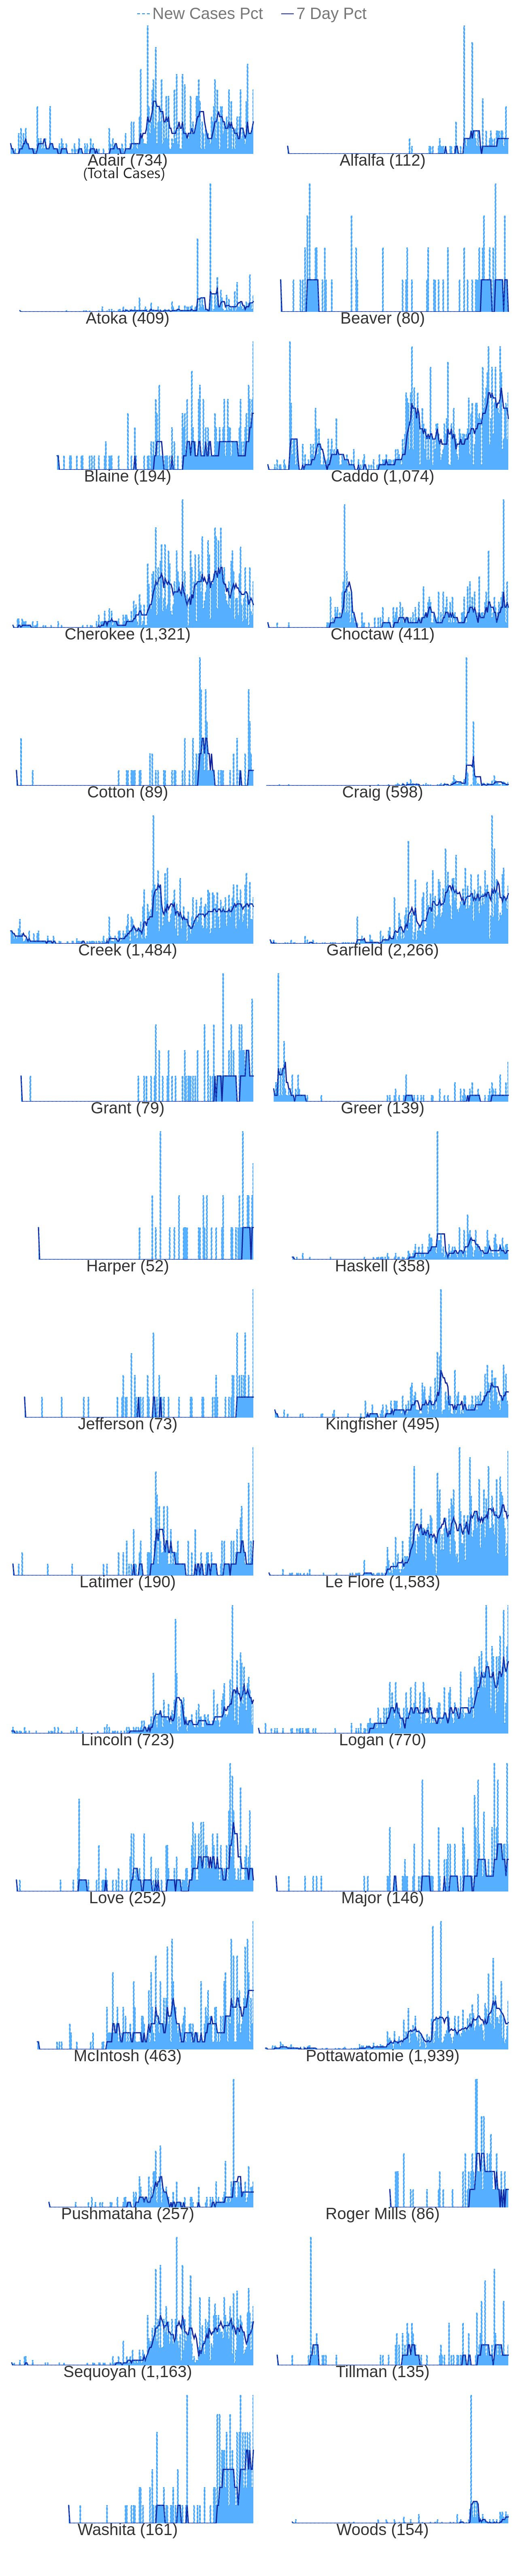 New Cases Pct 7 Day Pct
Adair (734) Alfalfa (112)
(Total Cases)
Atoka (409) Beaver (80)
Blaine (194) Caddo (1,074)
Cherokee (1,321) Choctaw (411)
Cotton (89) Craig (598)
Creek (1,484) Garfield (2,266)
Grant (79) Greer (139)
Harper (52) Haskell (358)
Jefferson (73) Kingfisher (495)
Latimer (190) Le Flore (1,583)
Lincoln (723) Logan (770)
Love (252) Major (146)
McIntosh (463) Pottawatomie (1,939)
Pushmataha (257) Roger Mills (86)
Sequoyah (1,163) Tillman (135)
Washita (161) Woods (154)